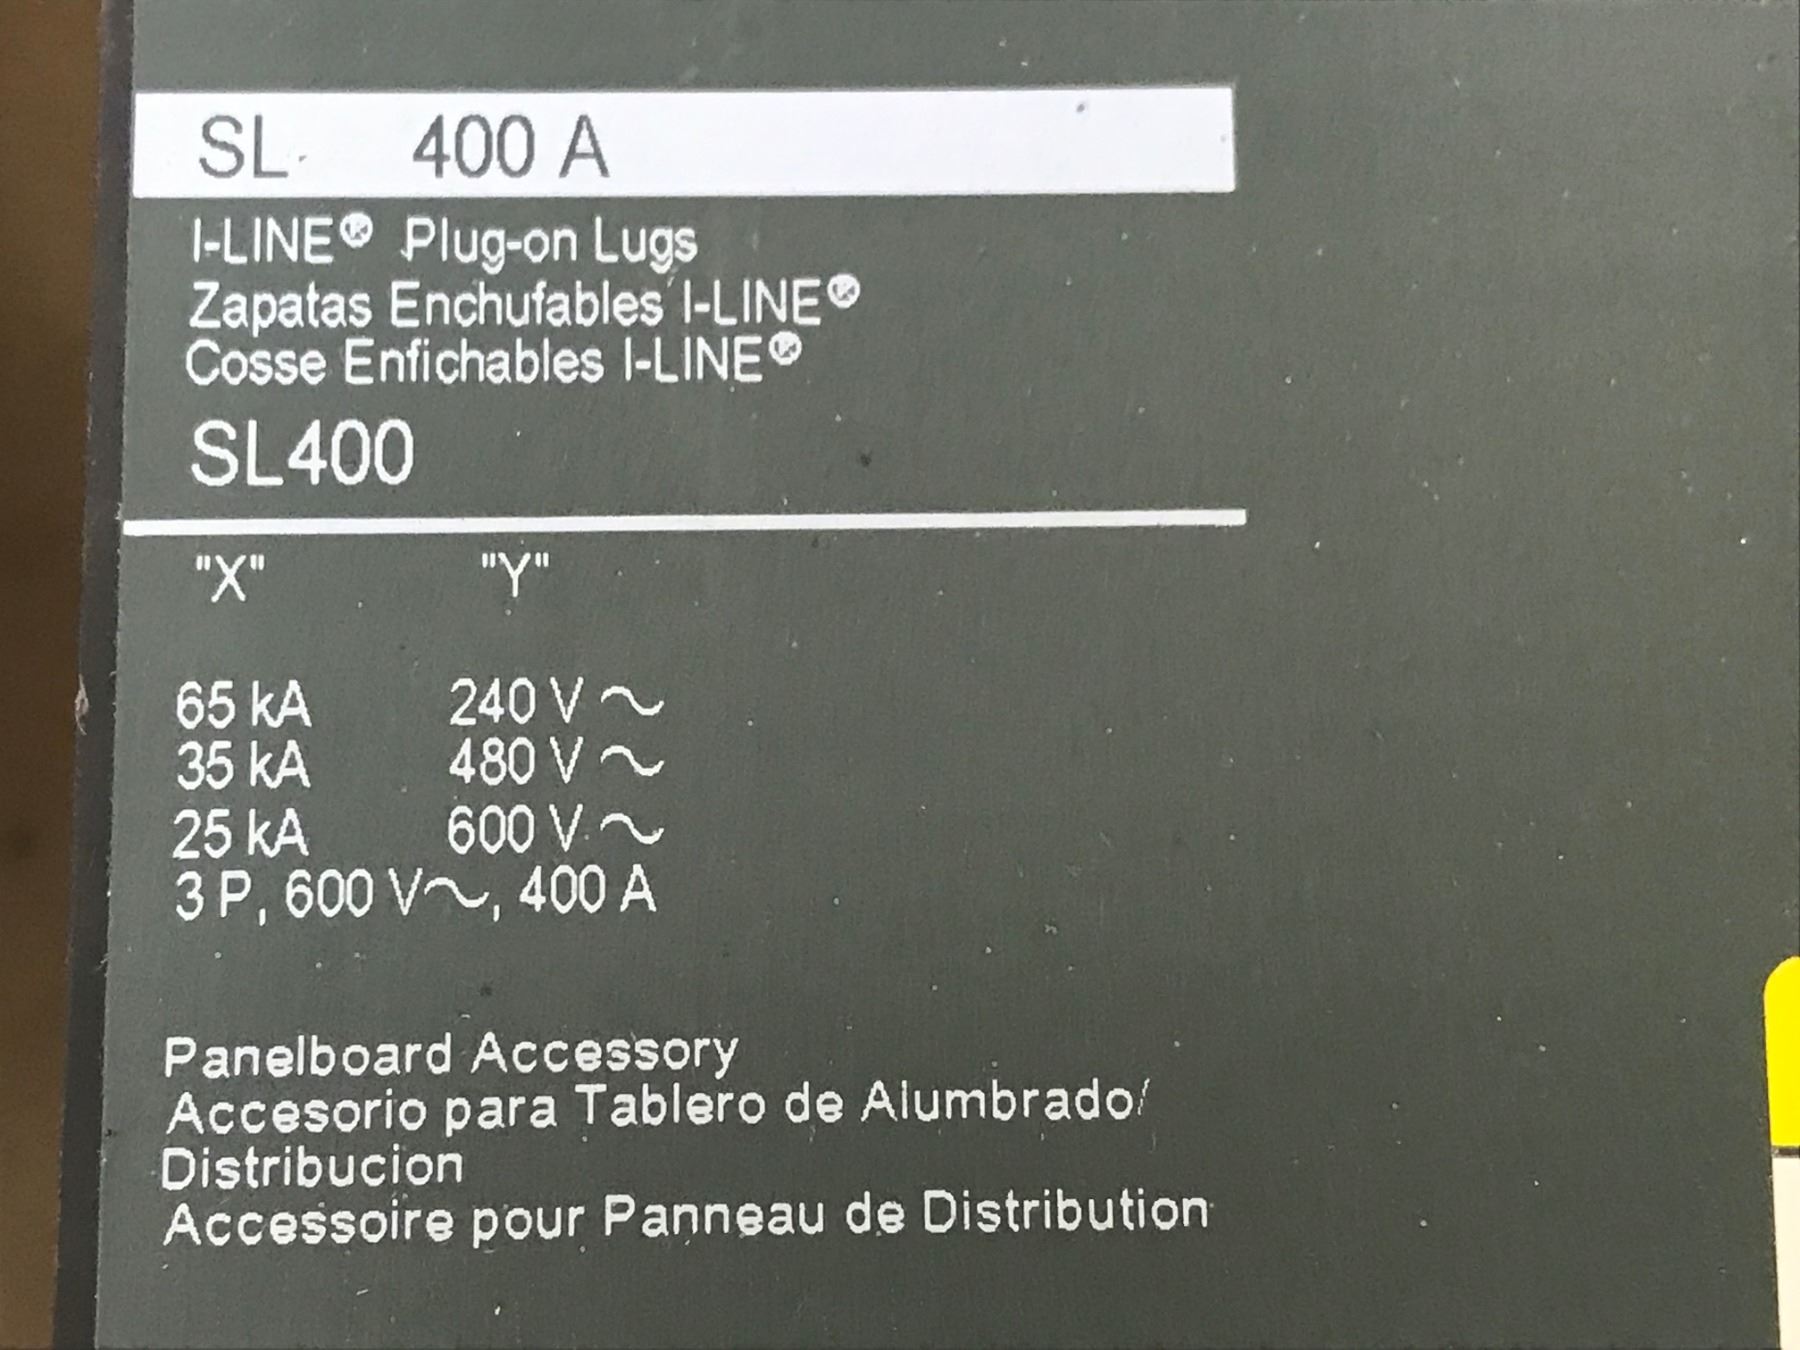 SL 400 A
I-LINE® Plug-on Lugs
Zapatas Enchufables I-LINE®
Cosse Enfichables I-LINE®
SL400
"X" "Y"
65 kA 240 V ~
35 kA 480 V ~
25 kA 600 V ~
3 P, 600 V~, 400 A
Panelboard Accessory
Accesorio para Tablero de Alumbrado/
Distribucion
Accessoire pour Panneau de Distribution